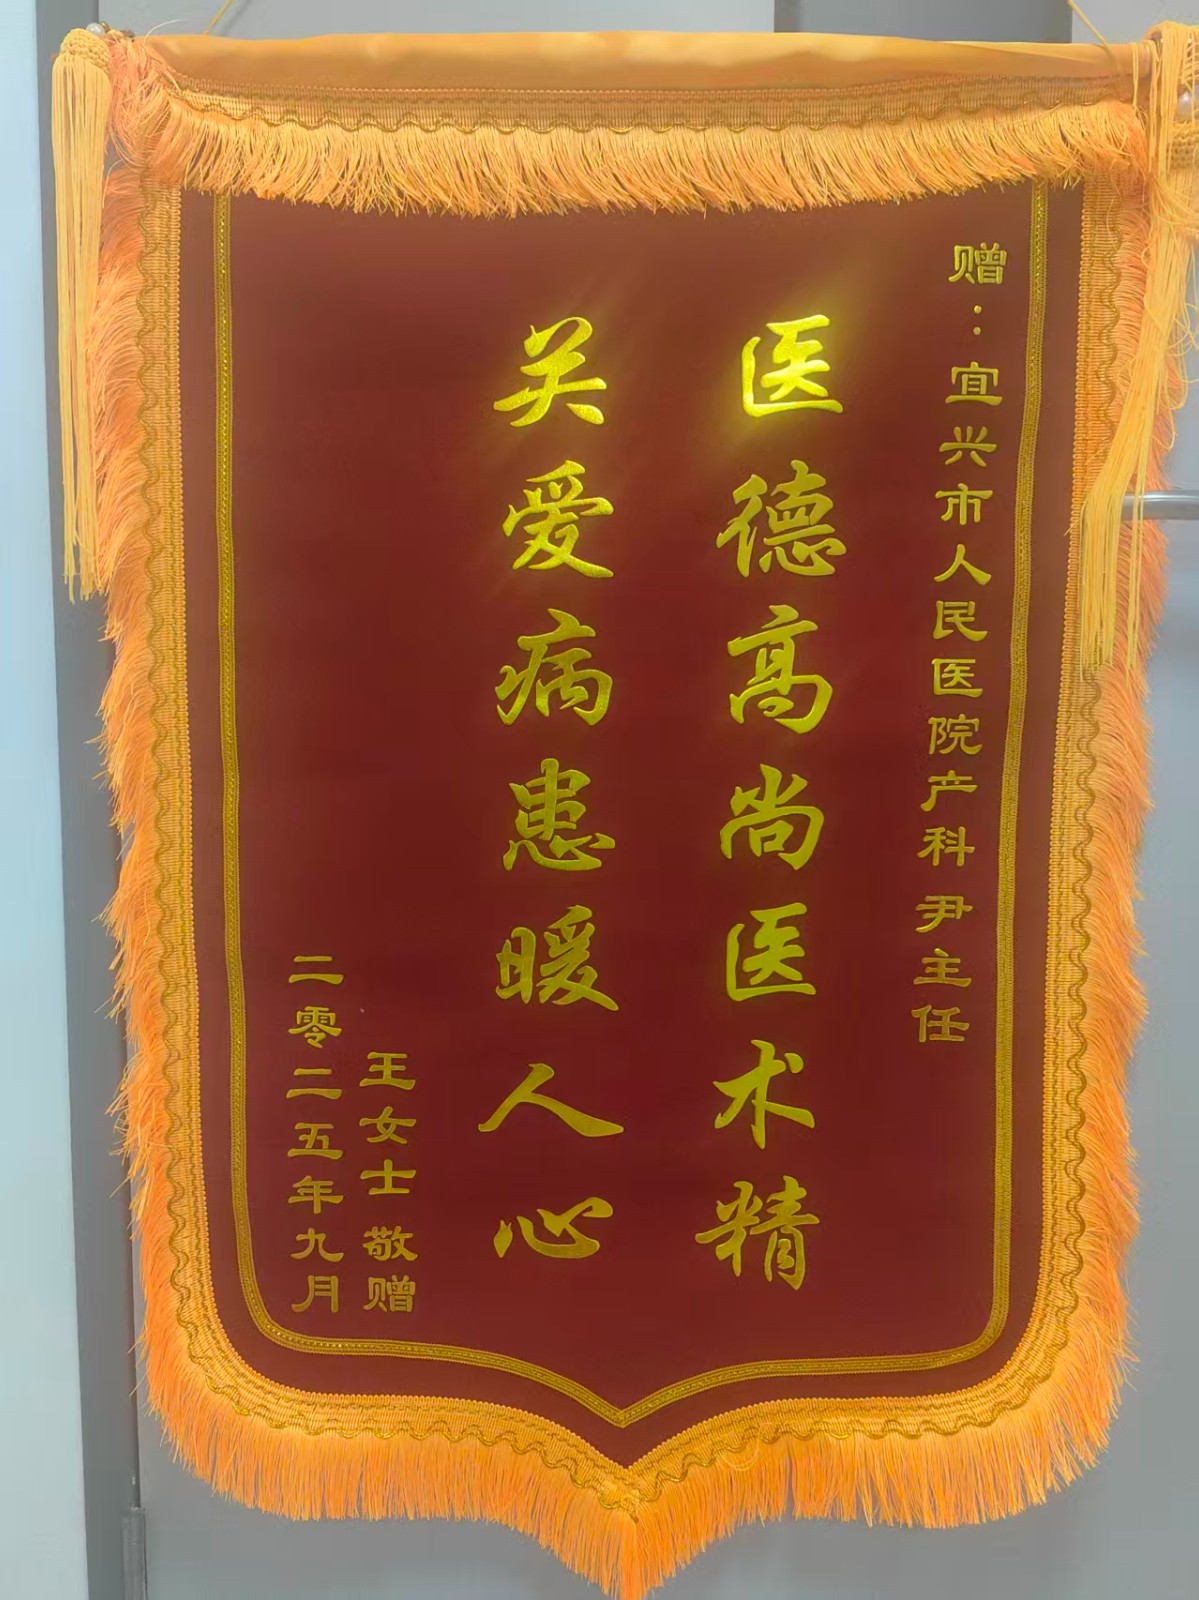 赠：宜兴市人民医院产科尹主任
医德高尚医术精
关爱病患暖人心
王女士敬赠
二零二五年九月